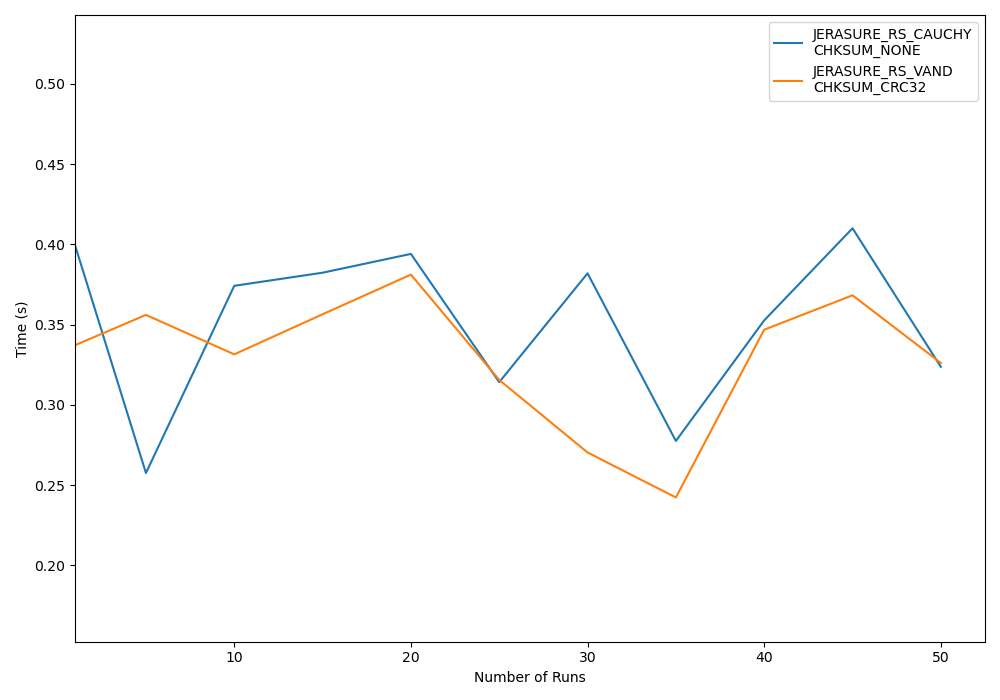 JERASURE_RS_CAUCHY
CHKSUM_NONE
JERASURE_RS_VAND
CHKSUM_CRC32
0.50
0.45
0.40
0.35
0.30
0.25
0.20
Time (s)
10 20 30 40 50
Number of Runs